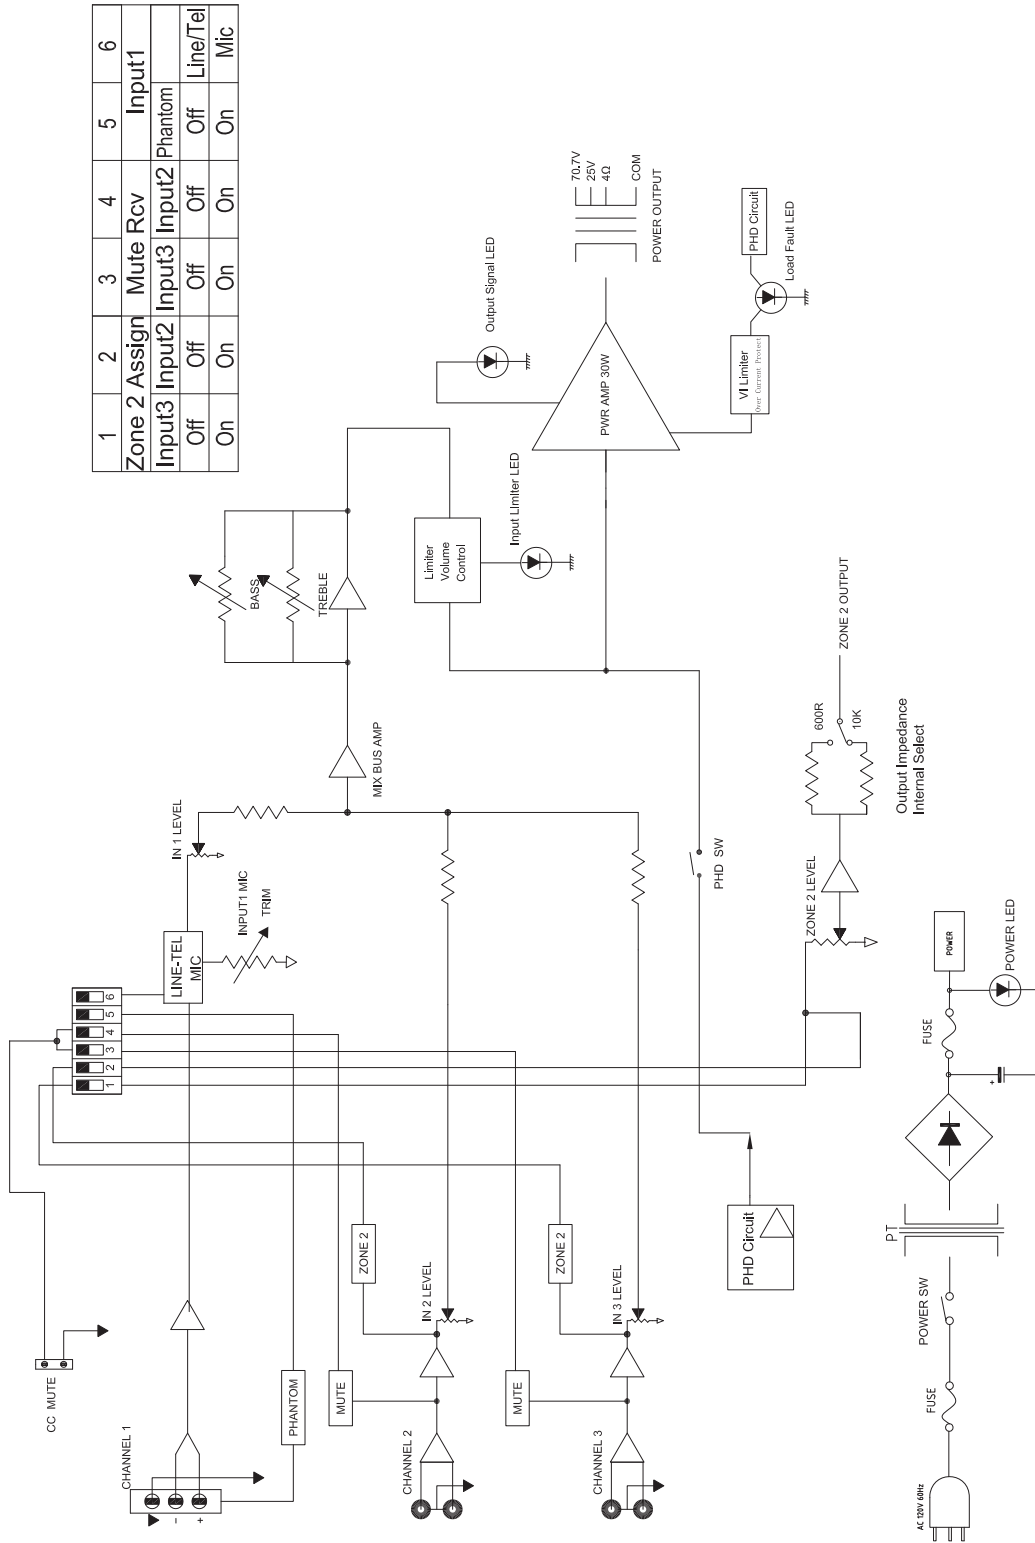 1 2 3 4 5 6
Zone 2 Assign Mute Rcv Input1
Input3 Input2 Input3 Input2 Phantom
Off Off Off Off Off Line/Tel
On On On On On Mic
CC MUTE
1 2 3 4 5 6
CHANNEL 1
− +
PHANTOM
LINE-TEL
MIC
INPUT1 MIC
TRIM
IN 1 LEVEL
MIX BUS AMP
BASS
TREBLE
Limiter
Volume
Control
Input LImiter LED
Output Signal LED
PWR AMP 30W
70.7V
25V
4Ω
COM
POWER OUTPUT
VI Limiter
Over Current Protect
PHD Circuit
Load Fault LED
CHANNEL 2
MUTE
ZONE 2
IN 2 LEVEL
CHANNEL 3
MUTE
ZONE 2
IN 3 LEVEL
PHD Circuit
PHD SW
ZONE 2 LEVEL
600R
10K
ZONE 2 OUTPUT
Output Impedance
Internal Select
AC 120V 60Hz
FUSE
POWER SW
PT
+
FUSE
POWER
POWER LED